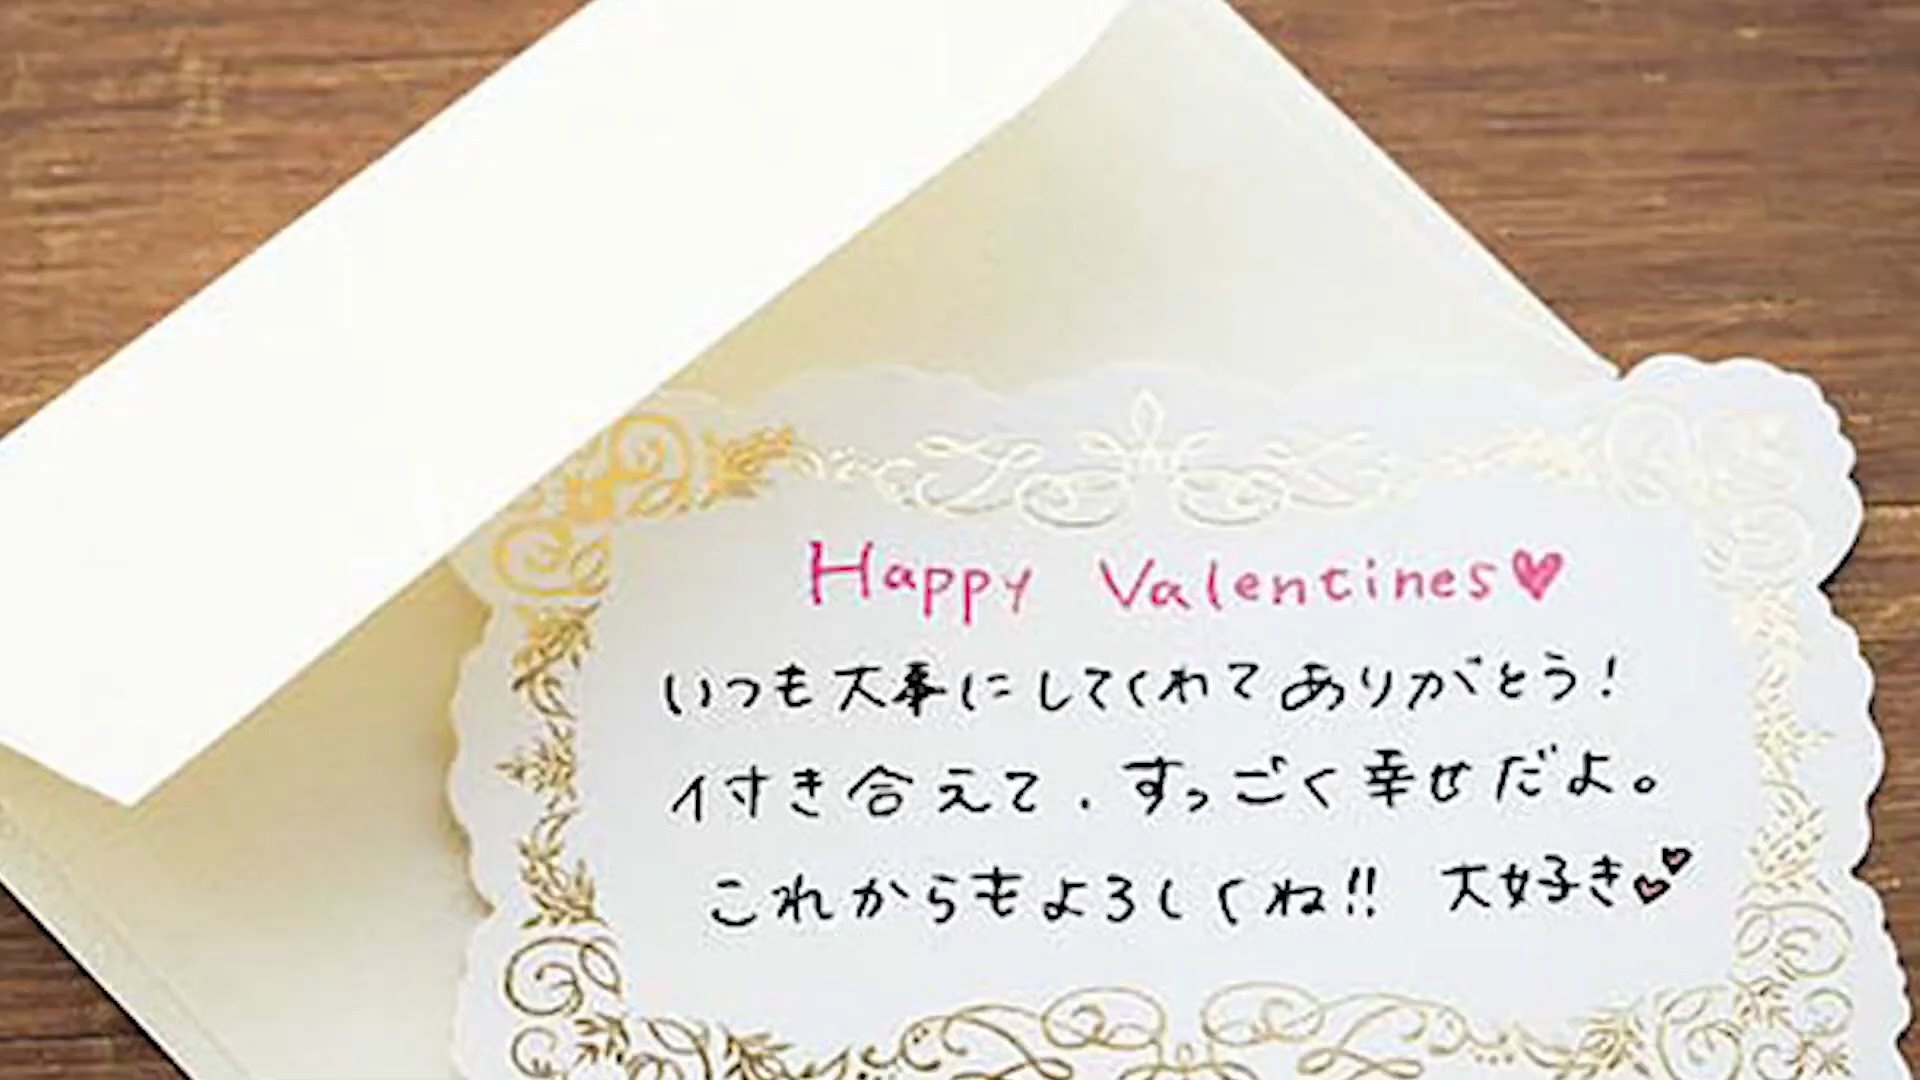 Happy Valentines♥
いつも大事にしてくれてありがとう!
付き合えて、すっごく幸せだよ。
これからもよろしくね!! 大好き💕